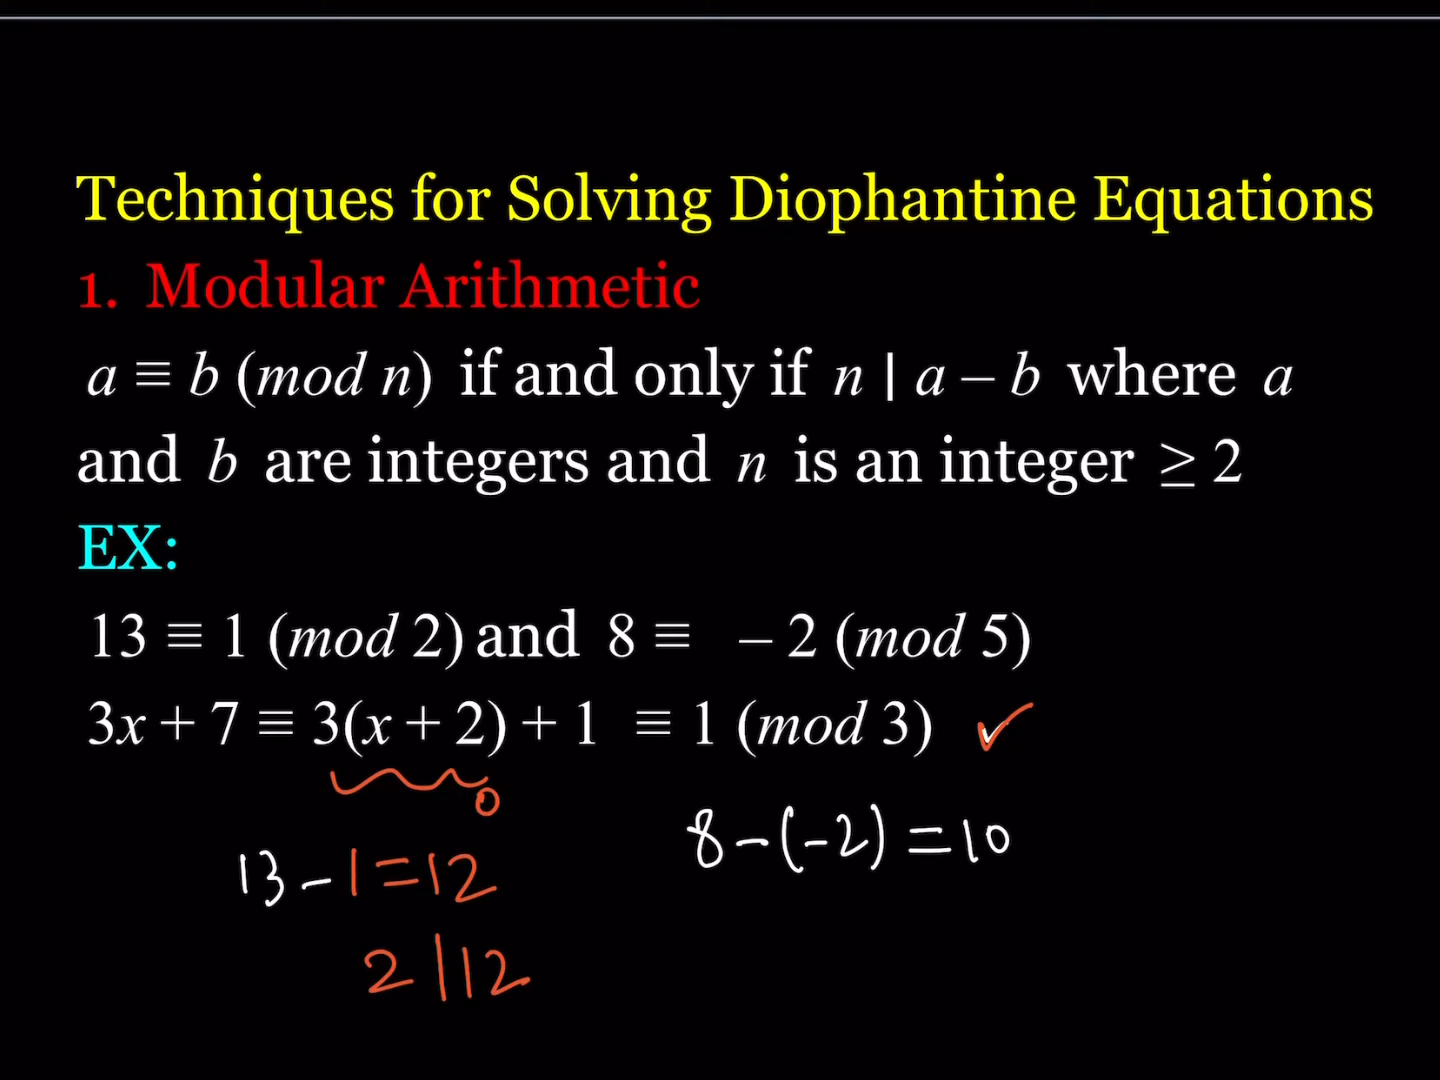 Techniques for Solving Diophantine Equations
1. Modular Arithmetic
a ≡ b (mod n) if and only if n | a – b where a
and b are integers and n is an integer ≥ 2
EX:
13 ≡ 1 (mod 2) and 8 ≡ – 2 (mod 5)
3x + 7 ≡ 3(x + 2) + 1 ≡ 1 (mod 3) ✓
0
8 - (-2) = 10
13 - 1 = 12
2 | 12